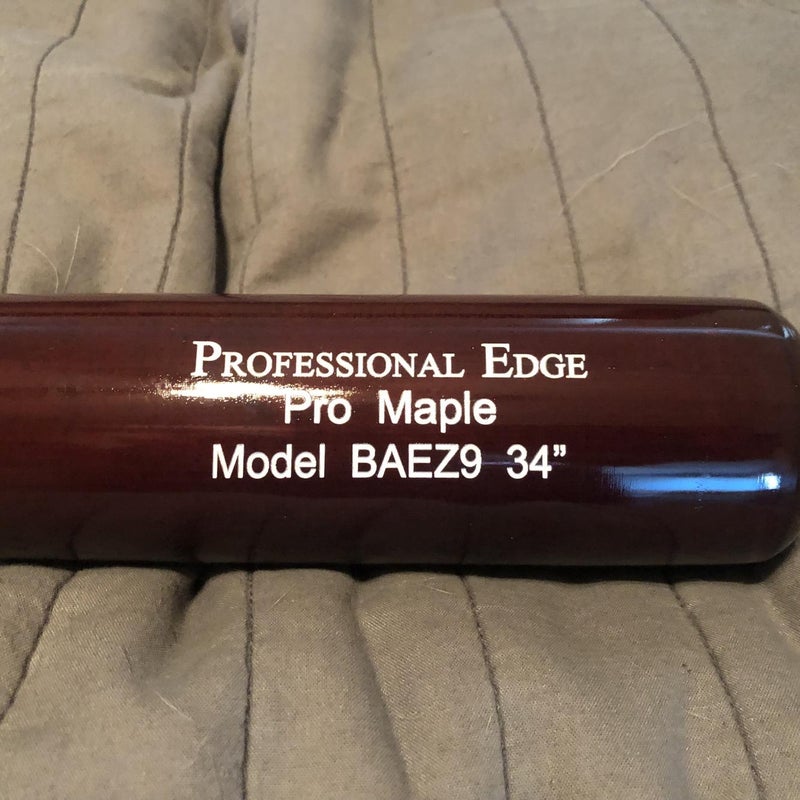 PROFESSIONAL EDGE
Pro Maple
Model BAEZ9 34”